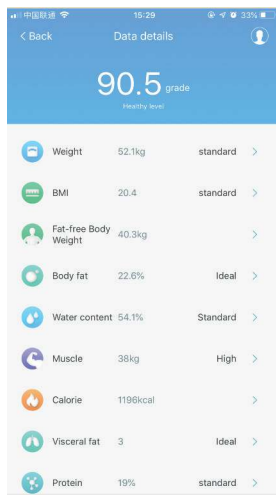 中国联通 15:29 33%
< Back Data details
90.5 grade
Healthy level
Weight 52.1kg standard >
BMI 20.4 standard >
Fat-free Body
Weight 40.3kg >
Body fat 22.6% Ideal >
Water content 54.1% Standard >
Muscle 38kg High >
Calorie 1196kcal >
Visceral fat 3 Ideal >
Protein 19% standard >